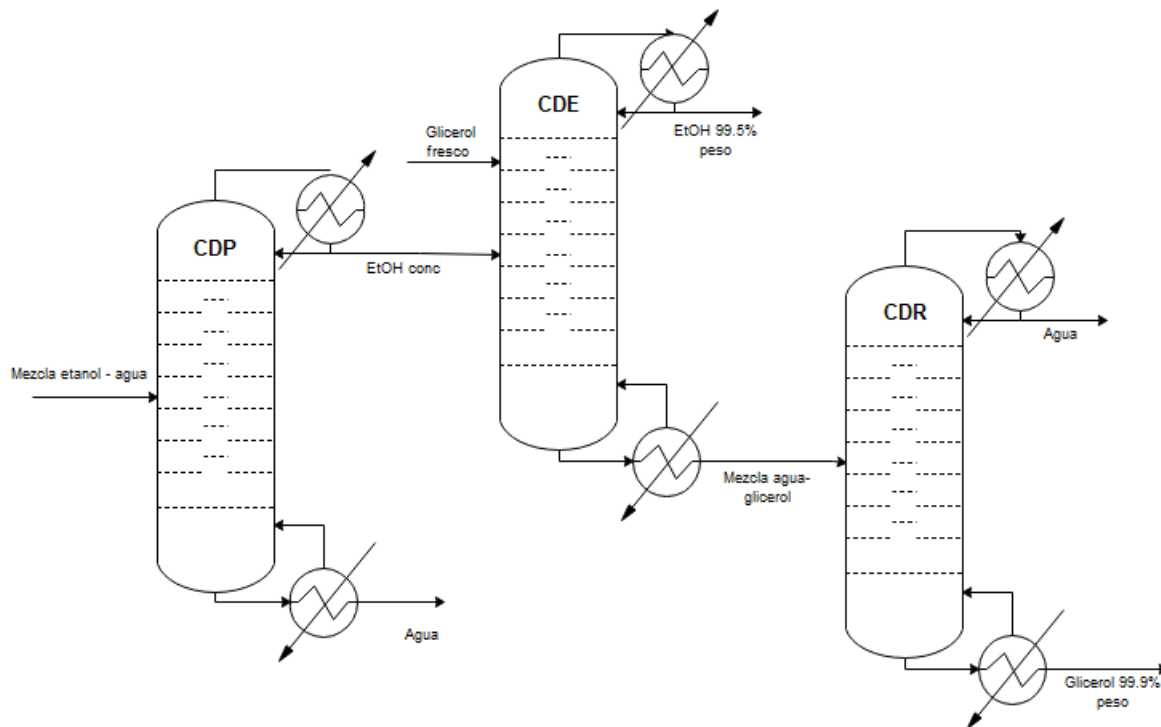 CDE
EtOH 99.5%
peso
Glicerol
fresco
CDP
EtOH conc
Mezcla etanol - agua
CDR
Agua
Mezcla agua-
glicerol
Agua
Glicerol 99.9%
peso